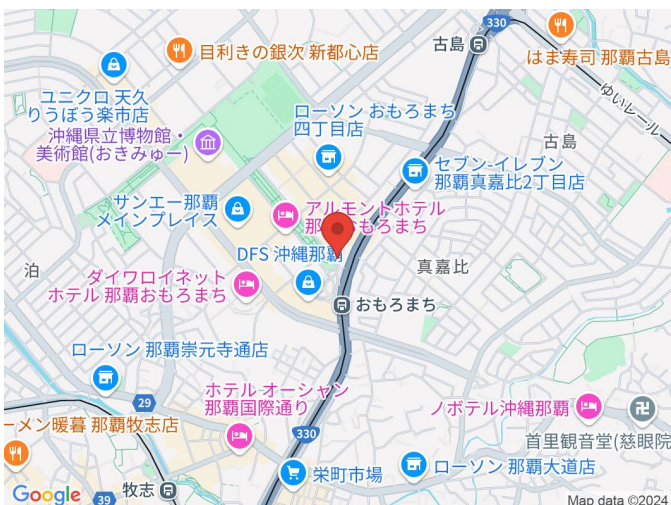 330
古島
目利きの銀次 新都心店
はま寿司 那覇古島
ユニクロ 天久
りうぼう楽市店
ゆいレール
ローソン おもろまち
四丁目店
沖縄県立博物館・
美術館(おきみゅー)
古島
セブン-イレブン
那覇真嘉比2丁目店
サンエー那覇
メインプレイス
アルモントホテル
那 おもろまち
DFS 沖縄那覇
真嘉比
泊
ダイワロイネット
ホテル 那覇おもろまち
おもろまち
ローソン 那覇崇元寺通店
29
ホテル オーシャン
那覇国際通り
ノボテル沖縄那覇
ーメン暖暮 那覇牧志店
330
首里観音堂(慈眼院
栄町市場
ローソン 那覇大道店
牧志
39
Google
Map data ©2024